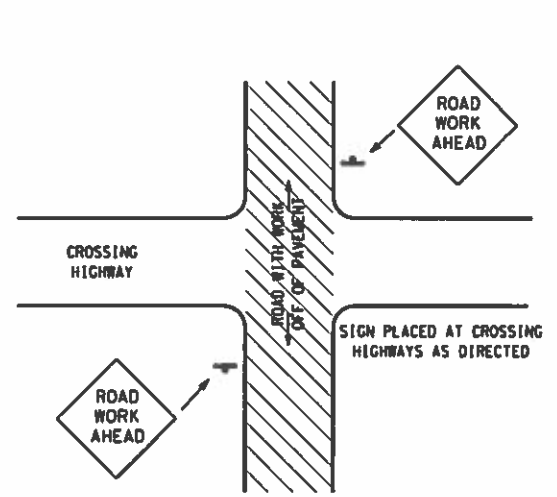 ROAD
WORK
AHEAD
ROAD WITH WORK
OFF OF PAVEMENT
CROSSING
HIGHWAY
SIGN PLACED AT CROSSING
HIGHWAYS AS DIRECTED
ROAD
WORK
AHEAD